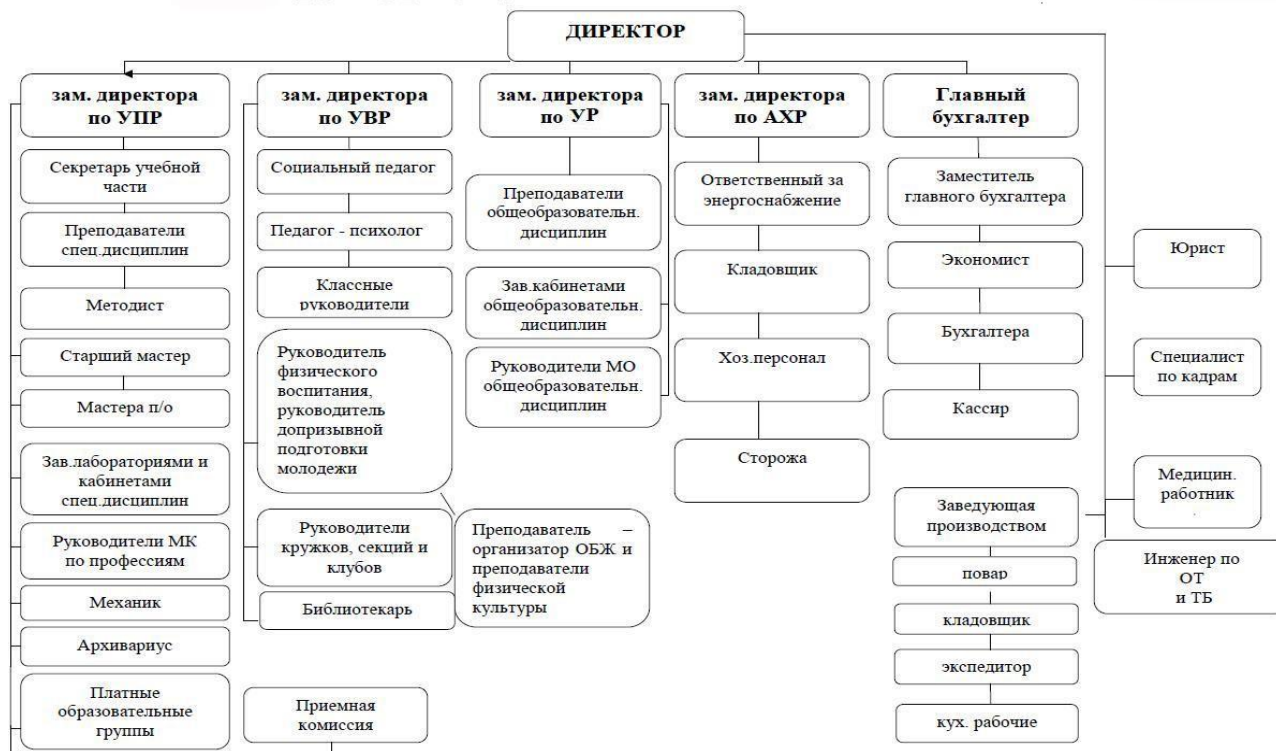 ДИРЕКТОР
зам. директора
по УПР
Секретарь учебной
части
Преподаватели
спец.дисциплин
Методист
Старший мастер
Мастера п/о
Зав.лабораториями и
кабинетами
спец.дисциплин
Руководители МК
по профессиям
Механик
Архивариус
Платные
образовательные
группы
зам. директора
по УВР
Социальный педагог
Педагог - психолог
Классные
руководители
Руководитель
физического
воспитания,
руководитель
допризывной
подготовки
молодежи
Преподаватель –
организатор ОБЖ и
преподаватели
физической
культуры
Руководители
кружков, секций и
клубов
Библиотекарь
Приемная
комиссия
зам. директора
по УР
Преподаватели
общеобразовательн.
дисциплин
Зав.кабинетами
общеобразовательн.
дисциплин
Руководители МО
общеобразовательн.
дисциплин
зам. директора
по АХР
Ответственный за
энергоснабжение
Кладовщик
Хоз.персонал
Сторожа
Главный
бухгалтер
Заместитель
главного бухгалтера
Экономист
Бухгалтера
Кассир
Заведующая
производством
повар
кладовщик
экспедитор
кух. рабочие
Юрист
Специалист
по кадрам
Медицин.
работник
.
Инженер по
ОТ
и ТБ